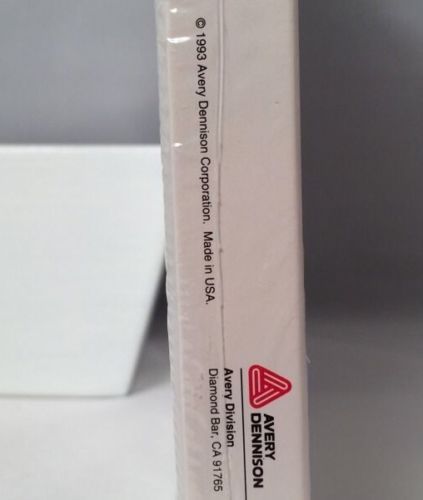 © 1993 Avery Dennison Corporation. Made in USA.
AVERY
DENNISON
Avery Division
Diamond Bar, CA 91765